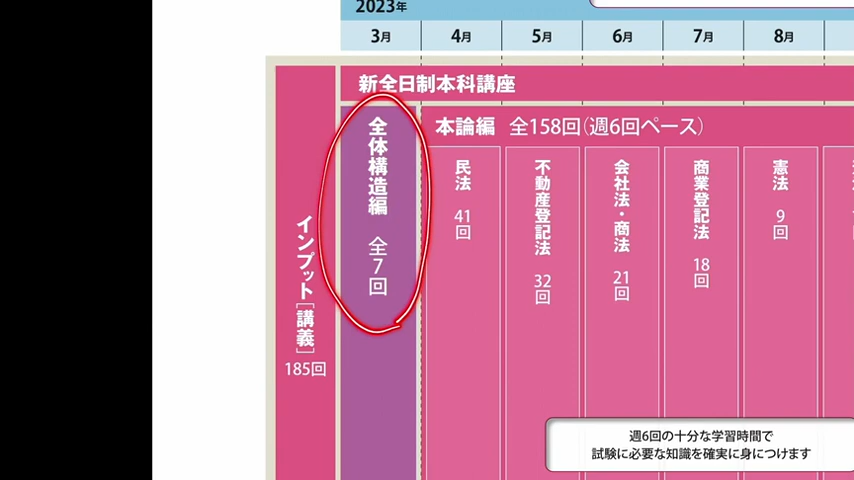 2023年
3月
4月
5月
6月
7月
8月
新全日制本科講座
インプット[講義]
185回
全体構造編 全7回
本論編 全158回(週6回ペース)
民法 41回
不動産登記法 32回
会社法・商法 21回
商業登記法 18回
憲法 9回
週6回の十分な学習時間で
試験に必要な知識を確実に身につけます